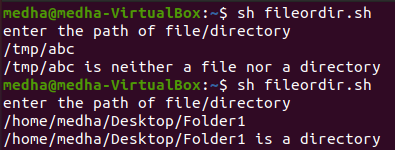 medha@medha-VirtualBox:~$ sh fileordir.sh
enter the path of file/directory
/tmp/abc
/tmp/abc is neither a file nor a directory
medha@medha-VirtualBox:~$ sh fileordir.sh
enter the path of file/directory
/home/medha/Desktop/Folder1
/home/medha/Desktop/Folder1 is a directory